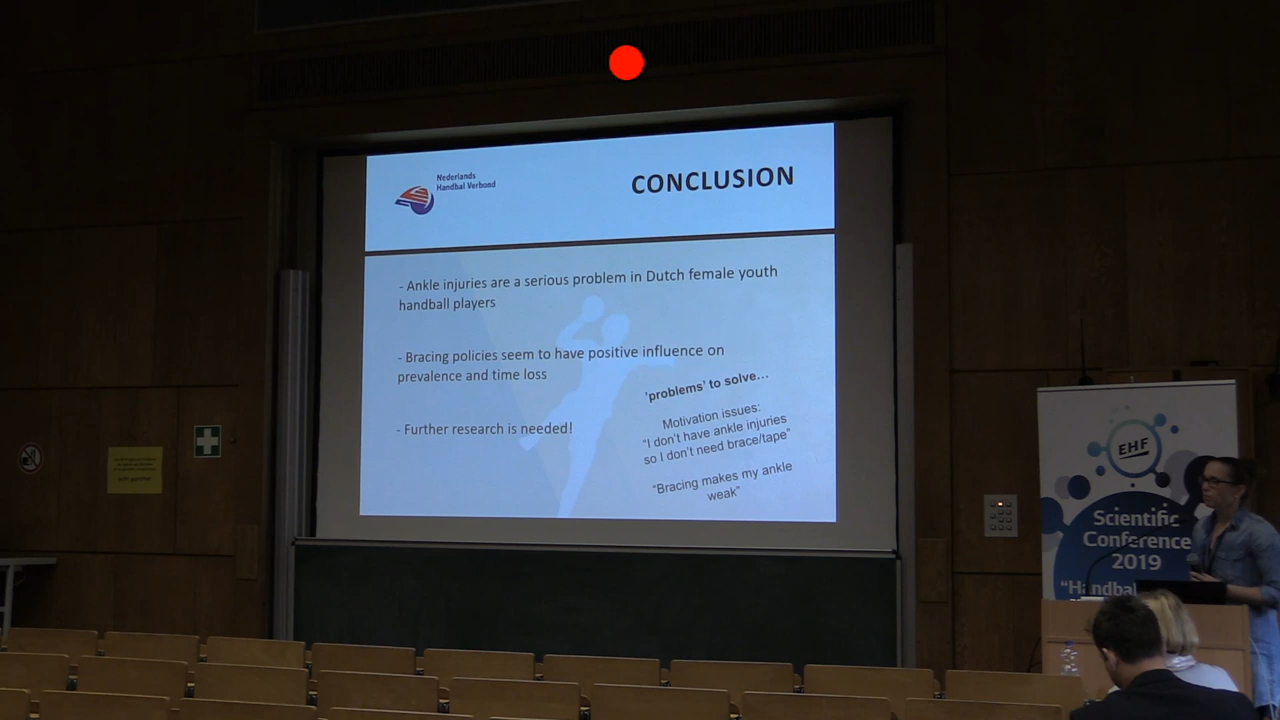 Nederlands
Handbal Verbond
CONCLUSION
- Ankle injuries are a serious problem in Dutch female youth
handball players
- Bracing policies seem to have positive influence on
prevalence and time loss
- Further research is needed!
'problems' to solve...
Motivation issues:
"I don't have ankle injuries
so I don't need brace/tape"
"Bracing makes my ankle
weak"
EHF
Scientific
Conference
2019
"Handbal